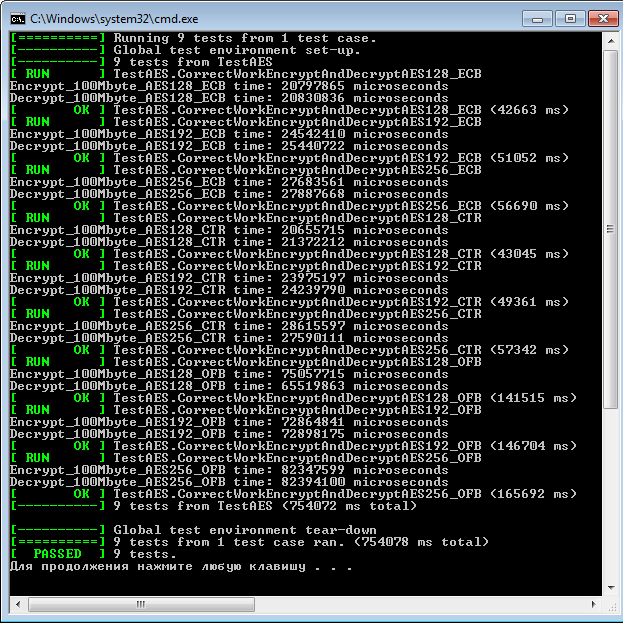 C:\Windows\system32\cmd.exe
[==========] Running 9 tests from 1 test case.
[----------] Global test environment set-up.
[----------] 9 tests from TestAES
[ RUN      ] TestAES.CorrectWorkEncryptAndDecryptAES128_ECB
Encrypt_100Mbyte_AES128_ECB time: 20797865 microseconds
Decrypt_100Mbyte_AES128_ECB time: 20830836 microseconds
[       OK ] TestAES.CorrectWorkEncryptAndDecryptAES128_ECB (42663 ms)
[ RUN      ] TestAES.CorrectWorkEncryptAndDecryptAES192_ECB
Encrypt_100Mbyte_AES192_ECB time: 24542410 microseconds
Decrypt_100Mbyte_AES192_ECB time: 25440722 microseconds
[       OK ] TestAES.CorrectWorkEncryptAndDecryptAES192_ECB (51052 ms)
[ RUN      ] TestAES.CorrectWorkEncryptAndDecryptAES256_ECB
Encrypt_100Mbyte_AES256_ECB time: 27683561 microseconds
Decrypt_100Mbyte_AES256_ECB time: 27887668 microseconds
[       OK ] TestAES.CorrectWorkEncryptAndDecryptAES256_ECB (56690 ms)
[ RUN      ] TestAES.CorrectWorkEncryptAndDecryptAES128_CTR
Encrypt_100Mbyte_AES128_CTR time: 20655715 microseconds
Decrypt_100Mbyte_AES128_CTR time: 21372212 microseconds
[       OK ] TestAES.CorrectWorkEncryptAndDecryptAES128_CTR (43045 ms)
[ RUN      ] TestAES.CorrectWorkEncryptAndDecryptAES192_CTR
Encrypt_100Mbyte_AES192_CTR time: 23975197 microseconds
Decrypt_100Mbyte_AES192_CTR time: 24239790 microseconds
[       OK ] TestAES.CorrectWorkEncryptAndDecryptAES192_CTR (49361 ms)
[ RUN      ] TestAES.CorrectWorkEncryptAndDecryptAES256_CTR
Encrypt_100Mbyte_AES256_CTR time: 28615597 microseconds
Decrypt_100Mbyte_AES256_CTR time: 27590111 microseconds
[       OK ] TestAES.CorrectWorkEncryptAndDecryptAES256_CTR (57342 ms)
[ RUN      ] TestAES.CorrectWorkEncryptAndDecryptAES128_OFB
Encrypt_100Mbyte_AES128_OFB time: 75057715 microseconds
Decrypt_100Mbyte_AES128_OFB time: 65519863 microseconds
[       OK ] TestAES.CorrectWorkEncryptAndDecryptAES128_OFB (141515 ms)
[ RUN      ] TestAES.CorrectWorkEncryptAndDecryptAES192_OFB
Encrypt_100Mbyte_AES192_OFB time: 72864841 microseconds
Decrypt_100Mbyte_AES192_OFB time: 72898175 microseconds
[       OK ] TestAES.CorrectWorkEncryptAndDecryptAES192_OFB (146704 ms)
[ RUN      ] TestAES.CorrectWorkEncryptAndDecryptAES256_OFB
Encrypt_100Mbyte_AES256_OFB time: 82347599 microseconds
Decrypt_100Mbyte_AES256_OFB time: 82394100 microseconds
[       OK ] TestAES.CorrectWorkEncryptAndDecryptAES256_OFB (165692 ms)
[----------] 9 tests from TestAES (754072 ms total)
[----------] Global test environment tear-down
[==========] 9 tests from 1 test case ran. (754078 ms total)
[  PASSED  ] 9 tests.
Для продолжения нажмите любую клавишу . . .